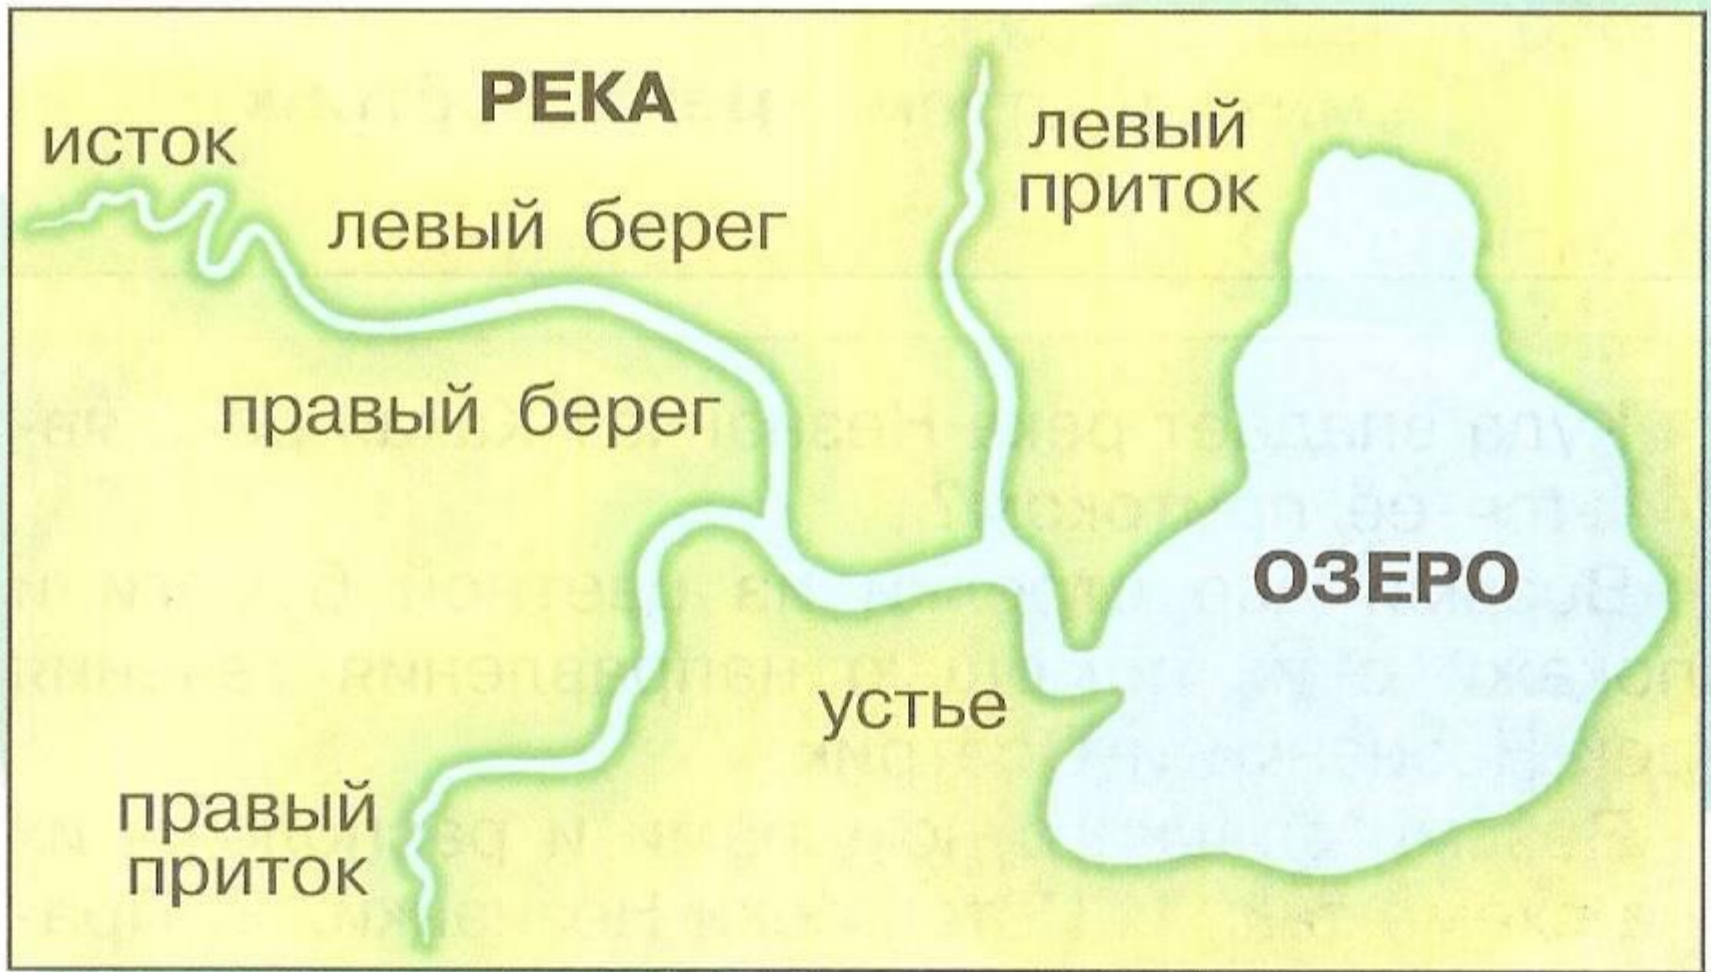 РЕКА
исток
левый берег
левый
приток
правый берег
ОЗЕРО
устье
правый
приток